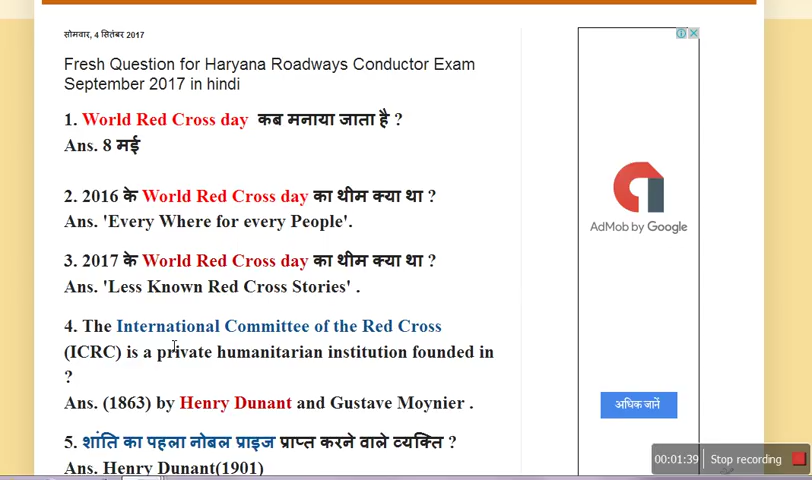 सोमवार, 4 सितंबर 2017
Fresh Question for Haryana Roadways Conductor Exam
September 2017 in hindi
1. World Red Cross day कब मनाया जाता है ?
Ans. 8 मई
2. 2016 के World Red Cross day का थीम क्या था ?
Ans. 'Every Where for every People'.
3. 2017 के World Red Cross day का थीम क्या था ?
Ans. 'Less Known Red Cross Stories' .
4. The International Committee of the Red Cross
(ICRC) is a private humanitarian institution founded in
?
Ans. (1863) by Henry Dunant and Gustave Moynier .
5. शांति का पहला नोबल प्राइज प्राप्त करने वाले व्यक्ति ?
Ans. Henry Dunant(1901)
AdMob by Google
अधिक जानें
00:01:39 Stop recording